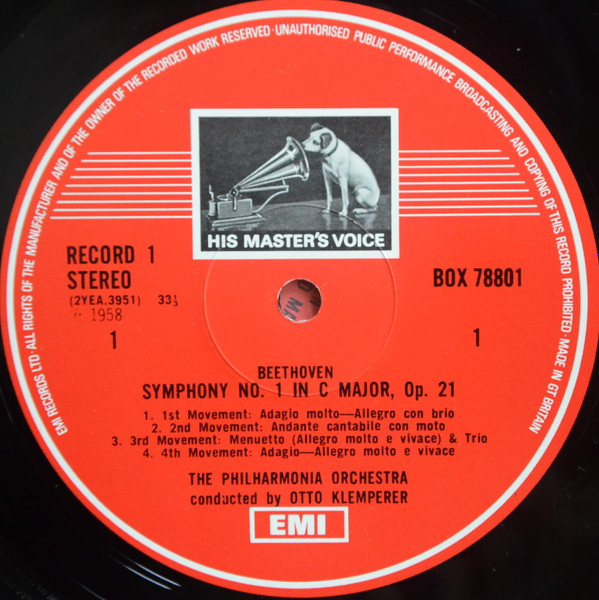 EMI RECORDS LTD·ALL RIGHTS OF THE MANUFACTURER AND OF THE OWNER OF THE RECORDED WORK RESERVED·UNAUTHORISED PUBLIC PERFORMANCE BROADCASTING AND COPYING OF THIS RECORD PROHIBITED·MADE IN GT BRITAIN
HIS MASTER'S VOICE
RECORD 1
STEREO
BOX 78801
(2YEA.3951) 33⅓
℗ 1958
1
1
BEETHOVEN
SYMPHONY NO. 1 IN C MAJOR, Op. 21
1. 1st Movement: Adagio molto—Allegro con brio
2. 2nd Movement: Andante cantabile con moto
3. 3rd Movement: Menuetto (Allegro molto e vivace) & Trio
4. 4th Movement: Adagio—Allegro molto e vivace
THE PHILHARMONIA ORCHESTRA
conducted by OTTO KLEMPERER
EMI